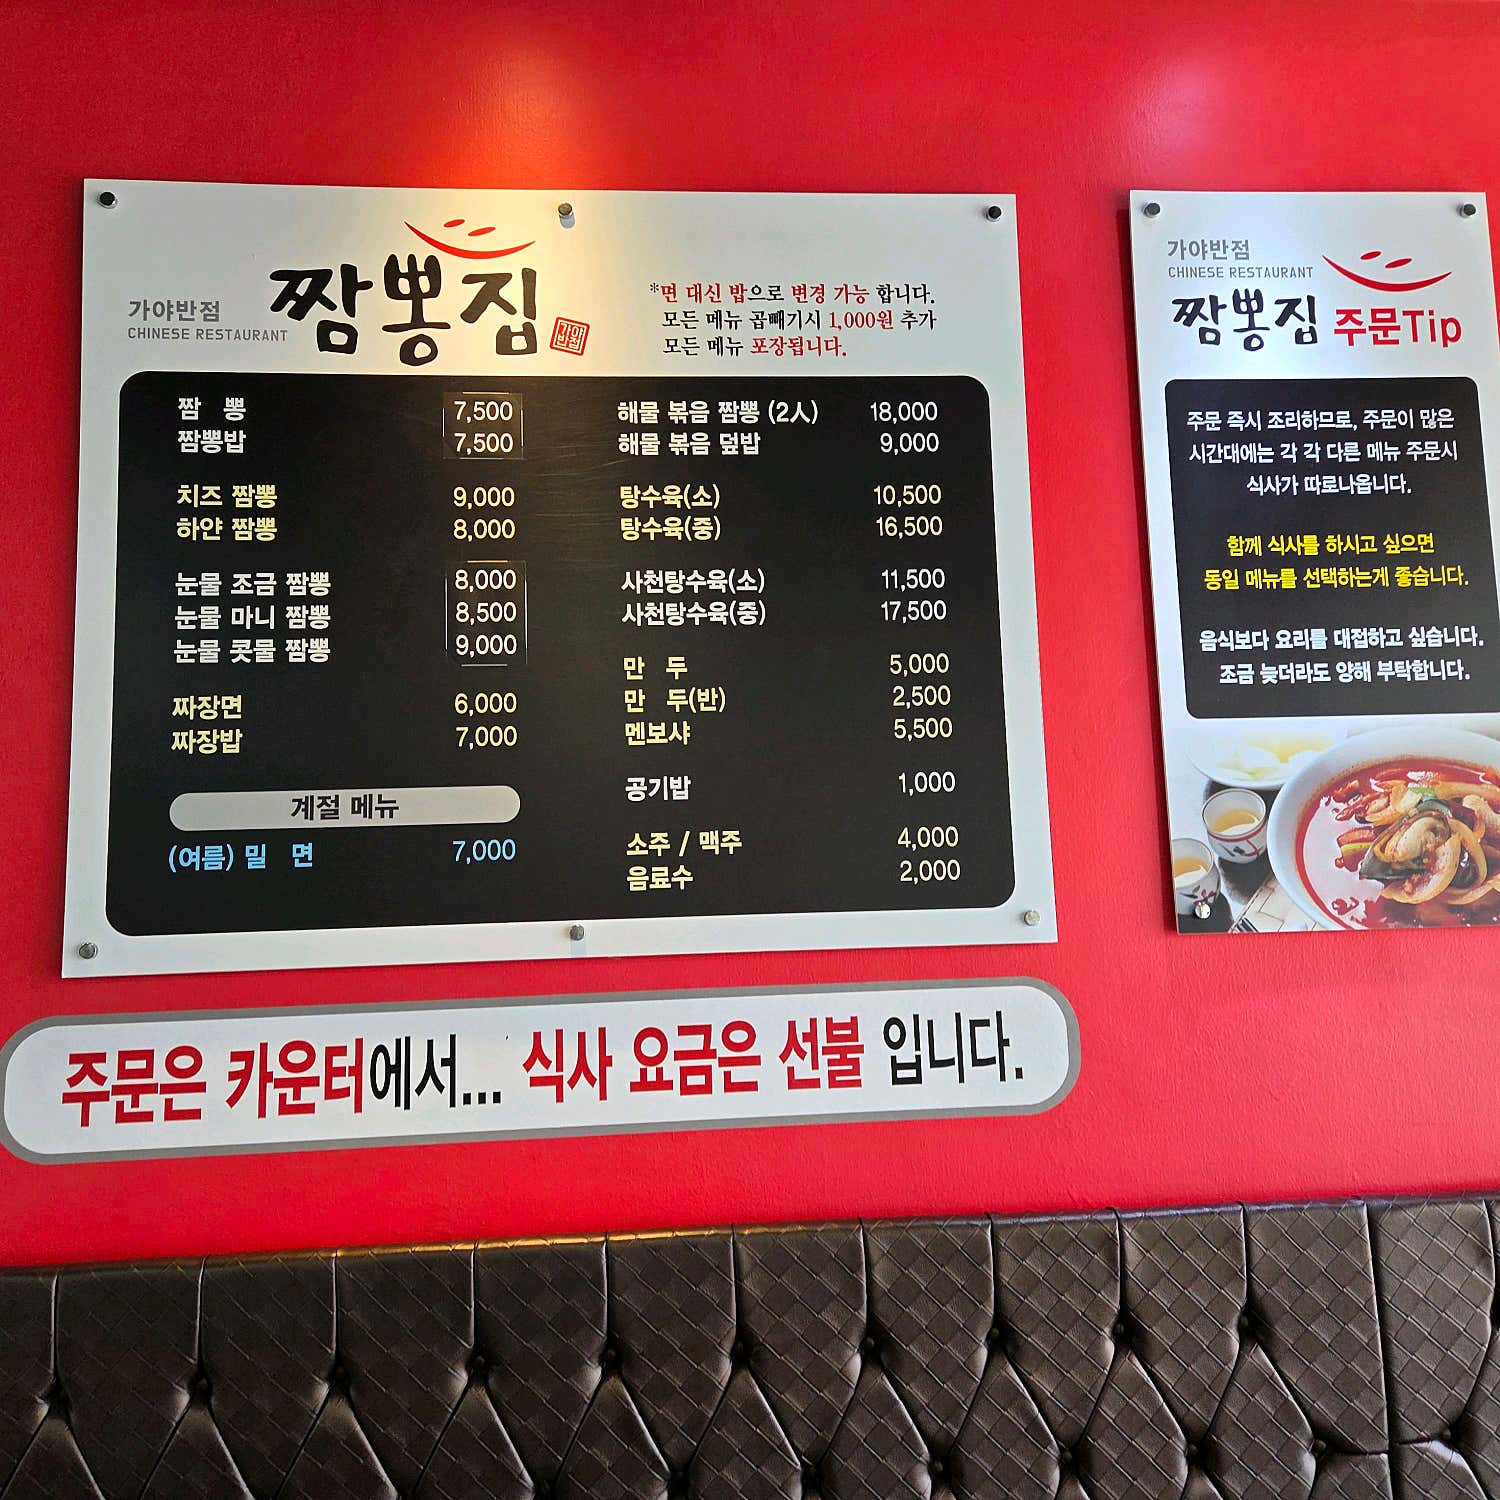 가야반점
CHINESE RESTAURANT
짬뽕집
*면 대신 밥으로 변경 가능 합니다.
모든 메뉴 곱빼기시 1,000원 추가
모든 메뉴 포장됩니다.
짬 뽕 7,500
짬뽕밥 7,500
치즈 짬뽕 9,000
하얀 짬뽕 8,000
눈물 조금 짬뽕 8,000
눈물 마니 짬뽕 8,500
눈물 콧물 짬뽕 9,000
짜장면 6,000
짜장밥 7,000
계절 메뉴
(여름) 밀 면 7,000
해물 볶음 짬뽕 (2人) 18,000
해물 볶음 덮밥 9,000
탕수육(소) 10,500
탕수육(중) 16,500
사천탕수육(소) 11,500
사천탕수육(중) 17,500
만 두 5,000
만 두(반) 2,500
멘보샤 5,500
공기밥 1,000
소주 / 맥주 4,000
음료수 2,000
가야반점
CHINESE RESTAURANT
짬뽕집 주문Tip
주문 즉시 조리하므로, 주문이 많은
시간대에는 각 각 다른 메뉴 주문시
식사가 따로나옵니다.
함께 식사를 하시고 싶으면
동일 메뉴를 선택하는게 좋습니다.
음식보다 요리를 대접하고 싶습니다.
조금 늦더라도 양해 부탁합니다.
주문은 카운터에서... 식사 요금은 선불 입니다.